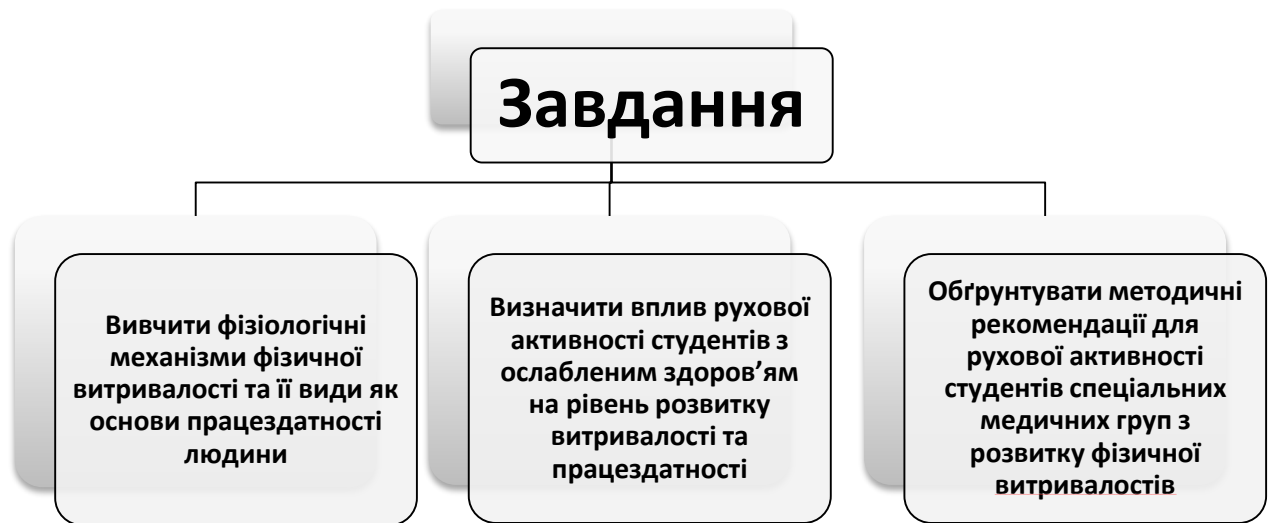 Завдання
Вивчити фізіологічні
механізми фізичної
витривалості та її види як
основи працездатності
людини
Визначити вплив рухової
активності студентів з
ослабленим здоров’ям
на рівень розвитку
витривалості та
працездатності
Обґрунтувати методичні
рекомендації для
рухової активності
студентів спеціальних
медичних груп з
розвитку фізичної
витривалостів